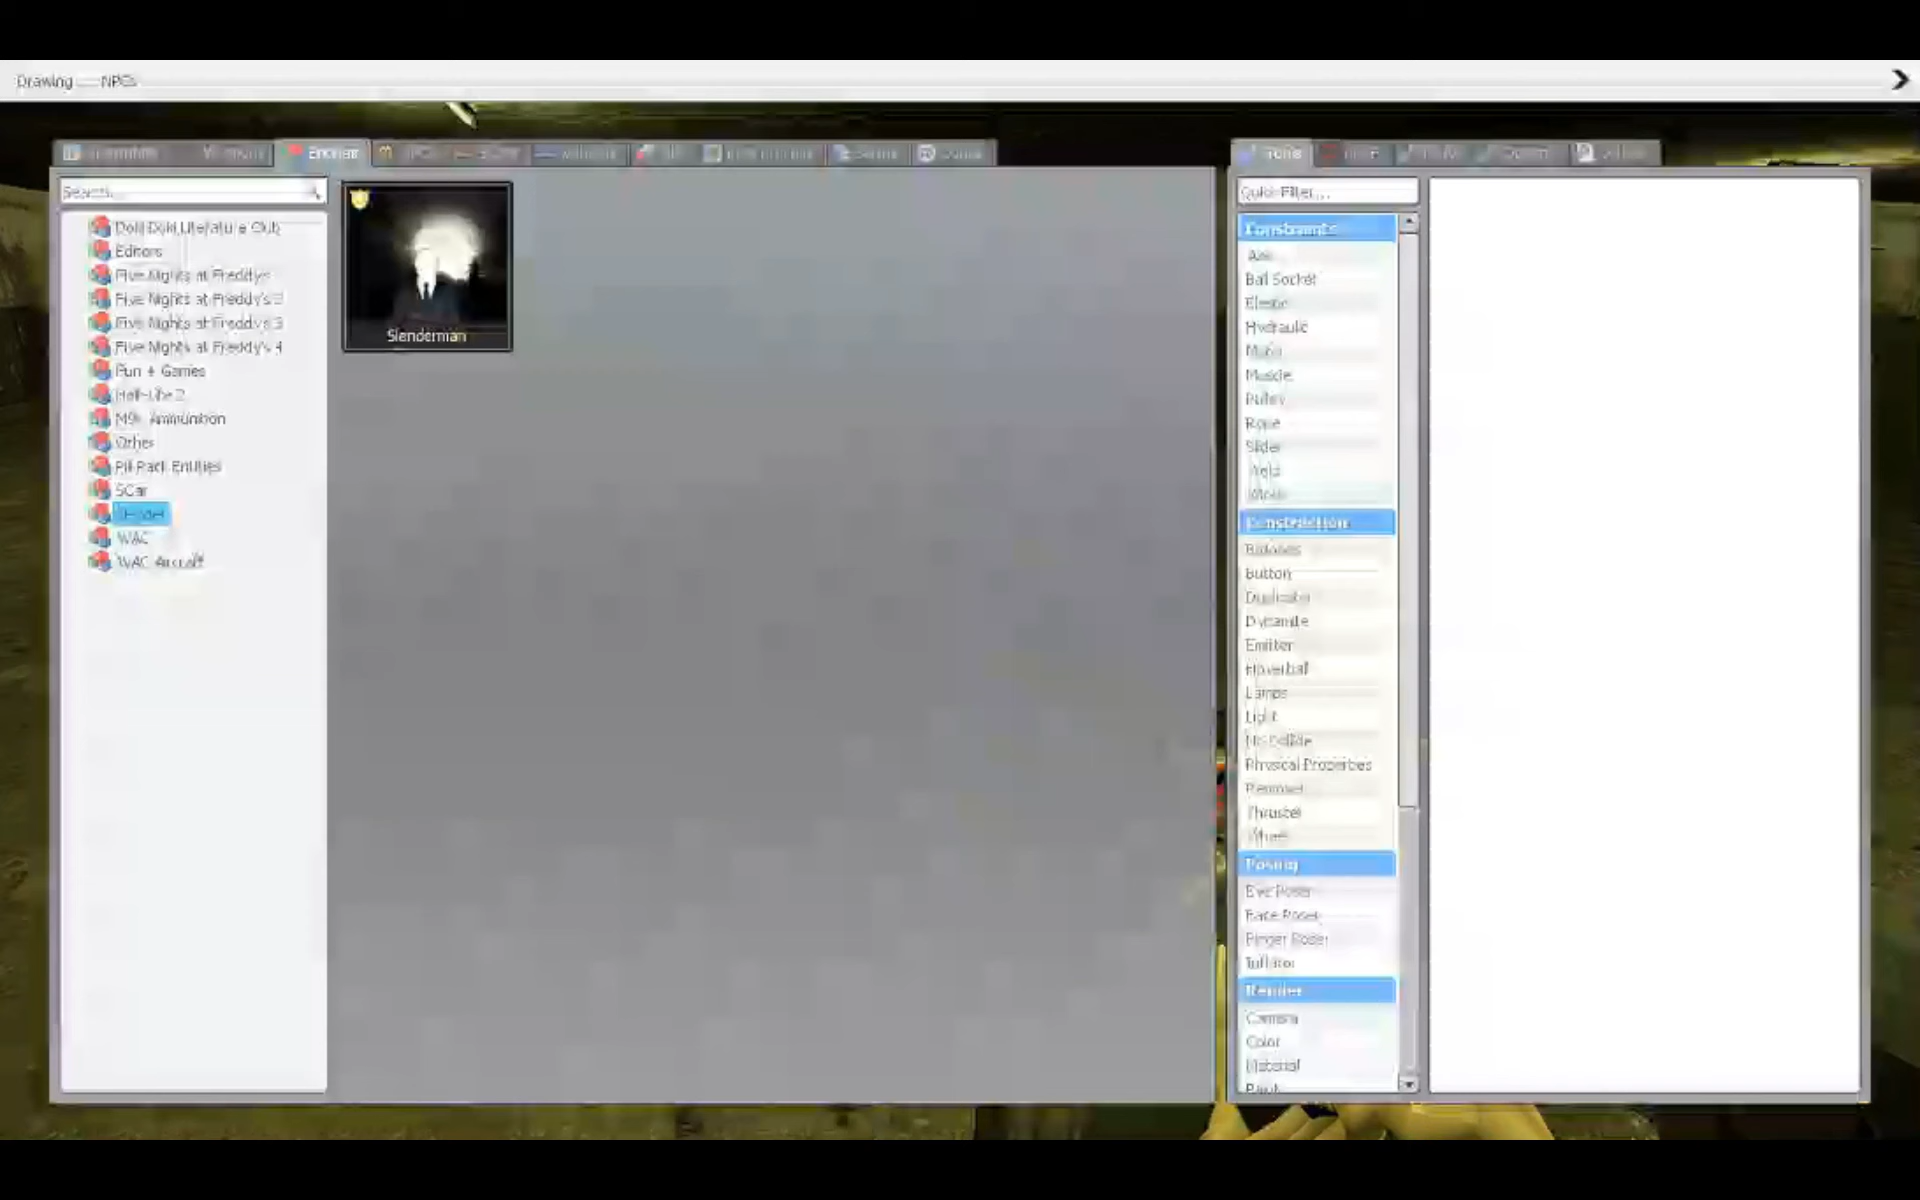 Drawing NPCs
Entities
Search...
Doki Doki Literature Club
Editors
Five Nights at Freddys
Five Nights at Freddy's 2
Five Nights at Freddy's 3
Five Nights at Freddy's 4
Fun + Games
Half-Life 2
M9K Ammunition
Other
Pill Pack Entities
SCar
Slender
WAC
WAC Aircraft
Slenderman
Tools
Quick Filter...
Constraints
Axis
Ball Socket
Elastic
Hydraulic
Motor
Muscle
Pulley
Rope
Slider
Weld
Winch
Construction
Balloons
Button
Duplicator
Dynamite
Emitter
Hoverball
Lamps
Light
No Collide
Physical Properties
Remover
Thruster
Wheel
Posing
Eye Poser
Face Poser
Finger Poser
Inflator
Render
Camera
Color
Material